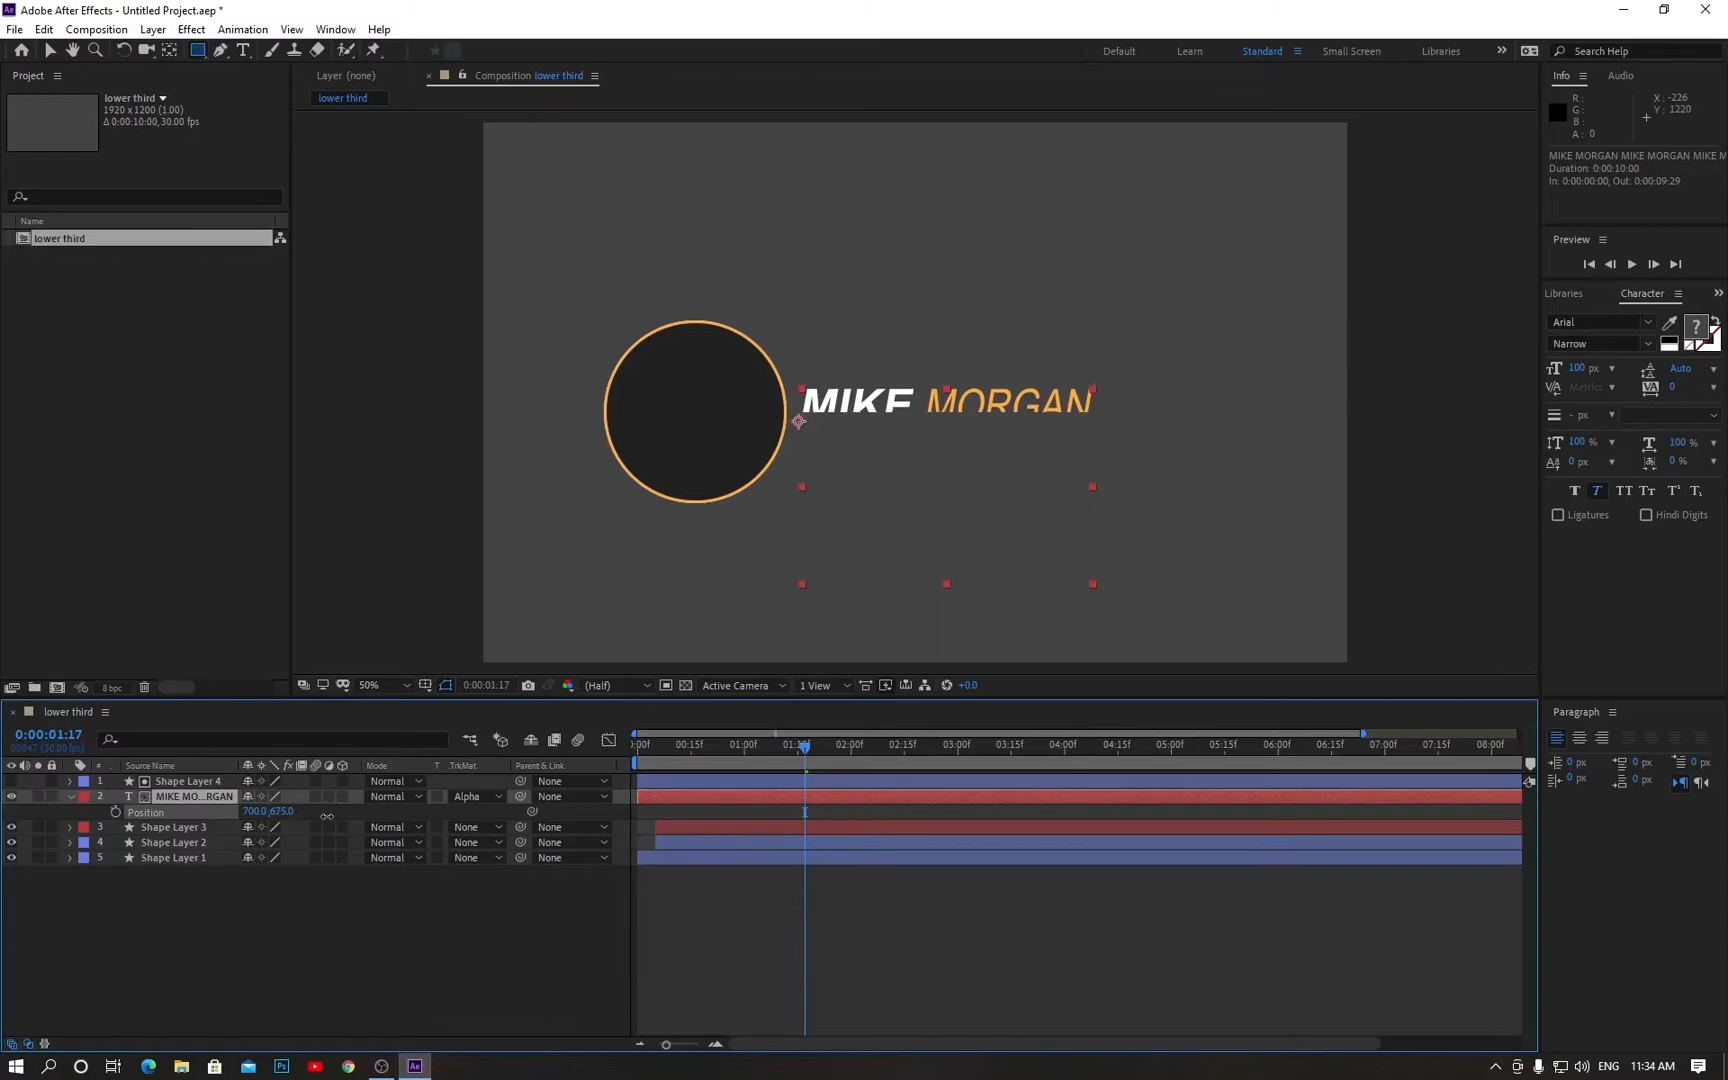 Adobe After Effects - Untitled Project.aep *
File Edit Composition Layer Effect Animation View Window Help
Default Learn Standard Small Screen Libraries Search Help
Project
lower third
1920 x 1200 (1.00)
Δ 0:00:10:00, 30.00 fps
Name
lower third
8 bpc
Layer (none)
Composition lower third
lower third
MIKE MORGAN
50% 0:00:01:17 (Half) Active Camera 1 View +0.0
Info Audio
R :
G :
B :
A : 0
X : -226
Y : 1220
MIKE MORGAN MIKE MORGAN MIKE M
Duration: 0:00:10:00
In: 0:00:00:00, Out: 0:00:09:29
Preview
Libraries Character
Arial
Narrow
100 px Auto
Metrics 0
- px
100 % 100 %
0 px 0 %
T T TT Tt T¹ T₁
Ligatures Hindi Digits
Paragraph
0 px 0 px 0 px
0 px 0 px
lower third
0:00:01:17
00047 (30.00 fps)
:00f 00:15f 01:00f 01:15f 02:00f 02:15f 03:00f 03:15f 04:00f 04:15f 05:00f 05:15f 06:00f 06:15f 07:00f 07:15f 08:00f
# Source Name Mode T .TrkMat Parent & Link
1 Shape Layer 4 Normal None
2 T MIKE MO...RGAN Normal Alpha None
Position 700.0,675.0
3 Shape Layer 3 Normal None None
4 Shape Layer 2 Normal None None
5 Shape Layer 1 Normal None None
ENG 11:34 AM